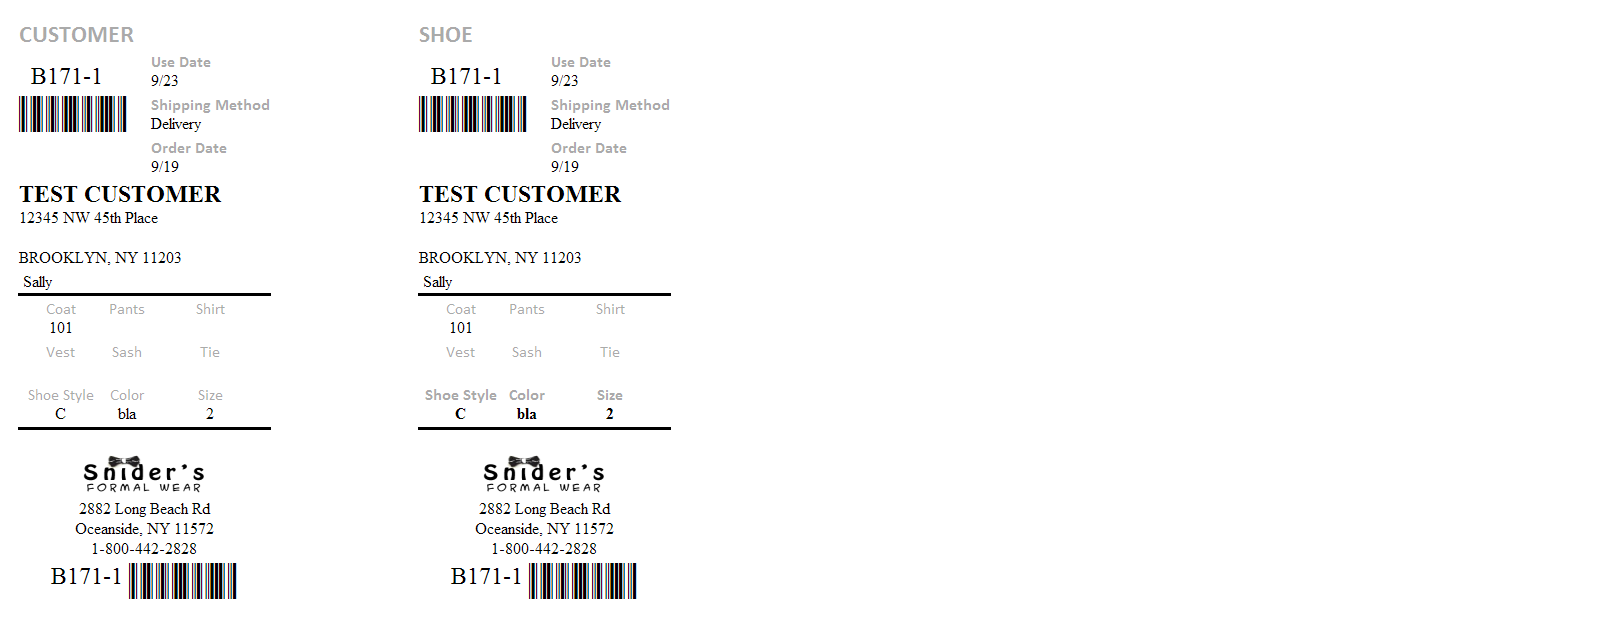 CUSTOMER
B171-1
Use Date
9/23
Shipping Method
Delivery
Order Date
9/19
TEST CUSTOMER
12345 NW 45th Place
BROOKLYN, NY 11203
Sally
Coat Pants Shirt
101
Vest Sash Tie
Shoe Style Color Size
C bla 2
Snider's
FORMAL WEAR
2882 Long Beach Rd
Oceanside, NY 11572
1-800-442-2828
B171-1
SHOE
B171-1
Use Date
9/23
Shipping Method
Delivery
Order Date
9/19
TEST CUSTOMER
12345 NW 45th Place
BROOKLYN, NY 11203
Sally
Coat Pants Shirt
101
Vest Sash Tie
Shoe Style Color Size
C bla 2
Snider's
FORMAL WEAR
2882 Long Beach Rd
Oceanside, NY 11572
1-800-442-2828
B171-1